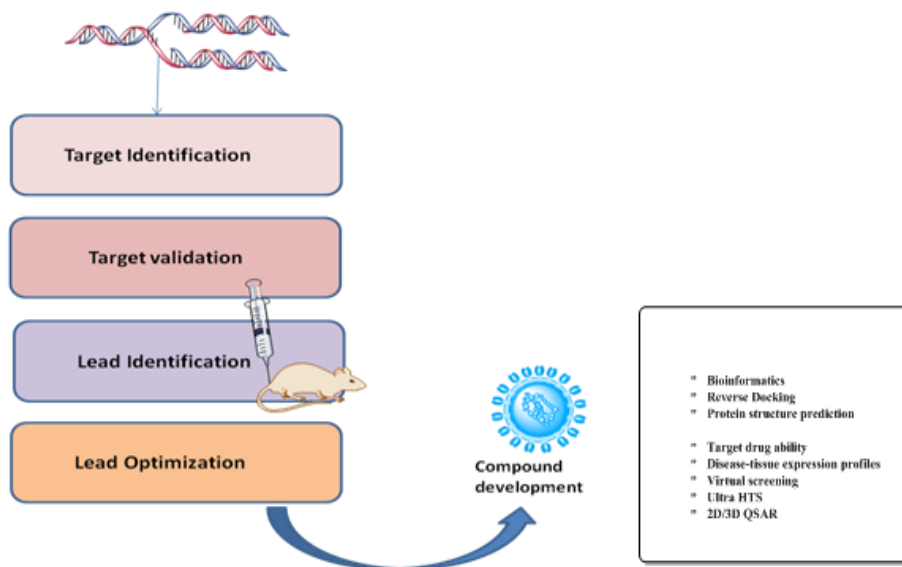 Target Identification
Target validation
Lead Identification
Lead Optimization
Compound
development
* Bioinformatics
* Reverse Docking
* Protein structure prediction
* Target drug ability
* Disease-tissue expression profiles
* Virtual screening
* Ultra HTS
* 2D/3D QSAR